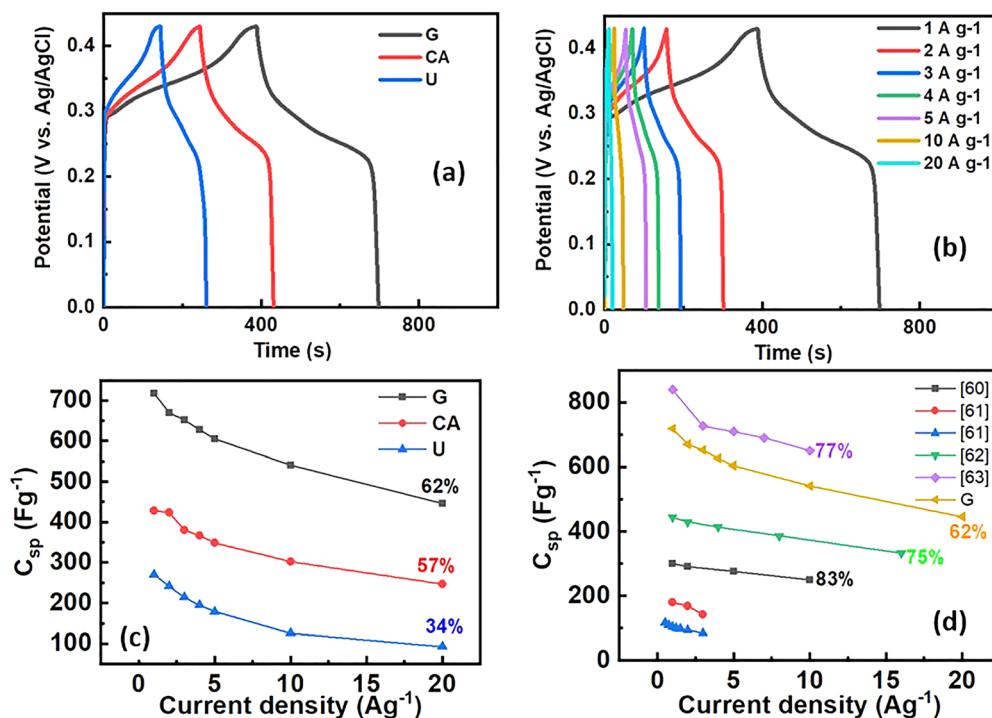 G
CA
U
0.4
0.3
0.2
0.1
0.0
Potential (V vs. Ag/AgCl)
(a)
0
400
800
Time (s)
1 A g-1
2 A g-1
3 A g-1
4 A g-1
5 A g-1
10 A g-1
20 A g-1
0.4
0.3
0.2
0.1
0.0
Potential (V vs. Ag/AgCl)
(b)
0
400
800
Time (s)
G
CA
U
700
600
500
400
300
200
100
Csp (Fg-1)
62%
57%
34%
(c)
0
5
10
15
20
Current density (Ag-1)
[60]
[61]
[61]
[62]
[63]
G
800
600
400
200
0
Csp (Fg-1)
77%
62%
75%
83%
(d)
0
5
10
15
20
Current density (Ag-1)